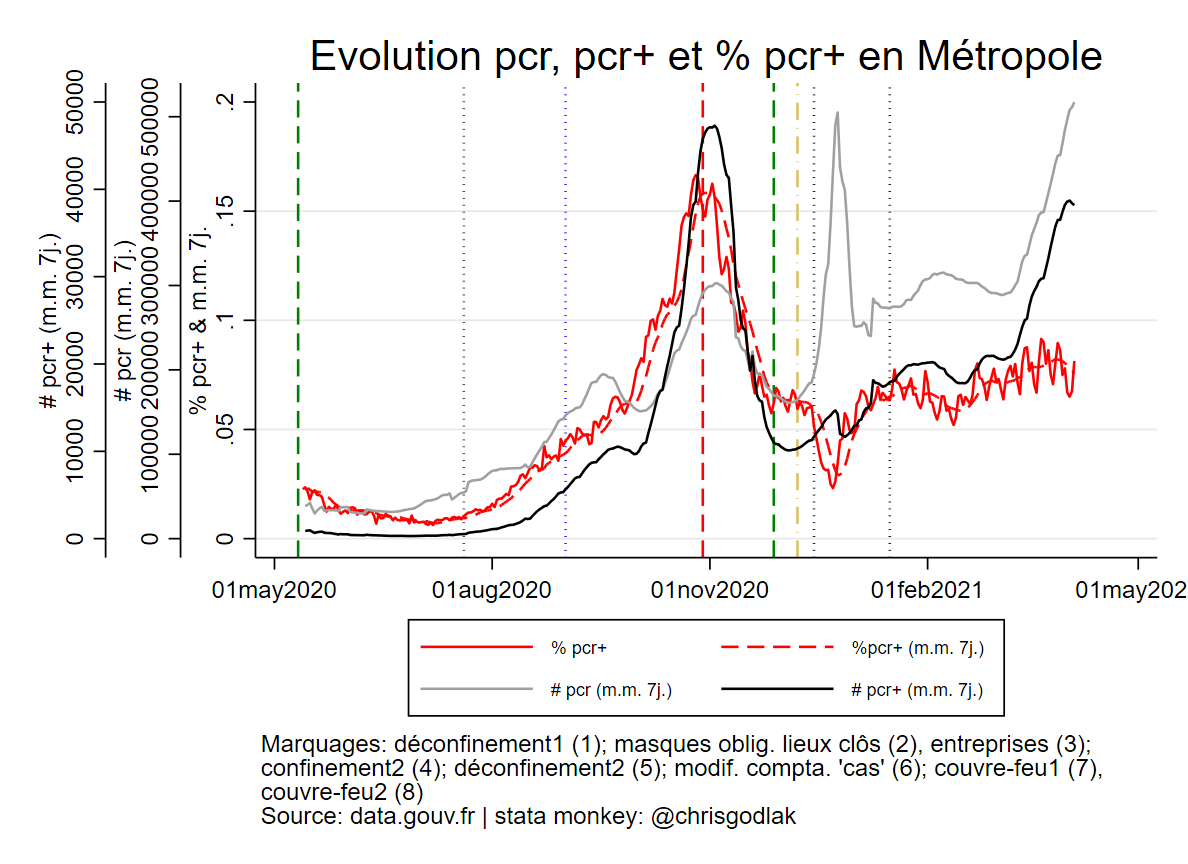 Evolution pcr, pcr+ et % pcr+ en Métropole
# pcr+ (m.m. 7j.)
0 10000 20000 30000 40000 50000
# pcr (m.m. 7j.)
0 100000 200000 300000 400000 500000
% pcr+ & m.m. 7j.
0 .05 .1 .15 .2
01may2020 01aug2020 01nov2020 01feb2021 01may202
% pcr+ %pcr+ (m.m. 7j.)
# pcr (m.m. 7j.) # pcr+ (m.m. 7j.)
Marquages: déconfinement1 (1); masques oblig. lieux clôs (2), entreprises (3);
confinement2 (4); déconfinement2 (5); modif. compta. 'cas' (6); couvre-feu1 (7),
couvre-feu2 (8)
Source: data.gouv.fr | stata monkey: @chrisgodlak